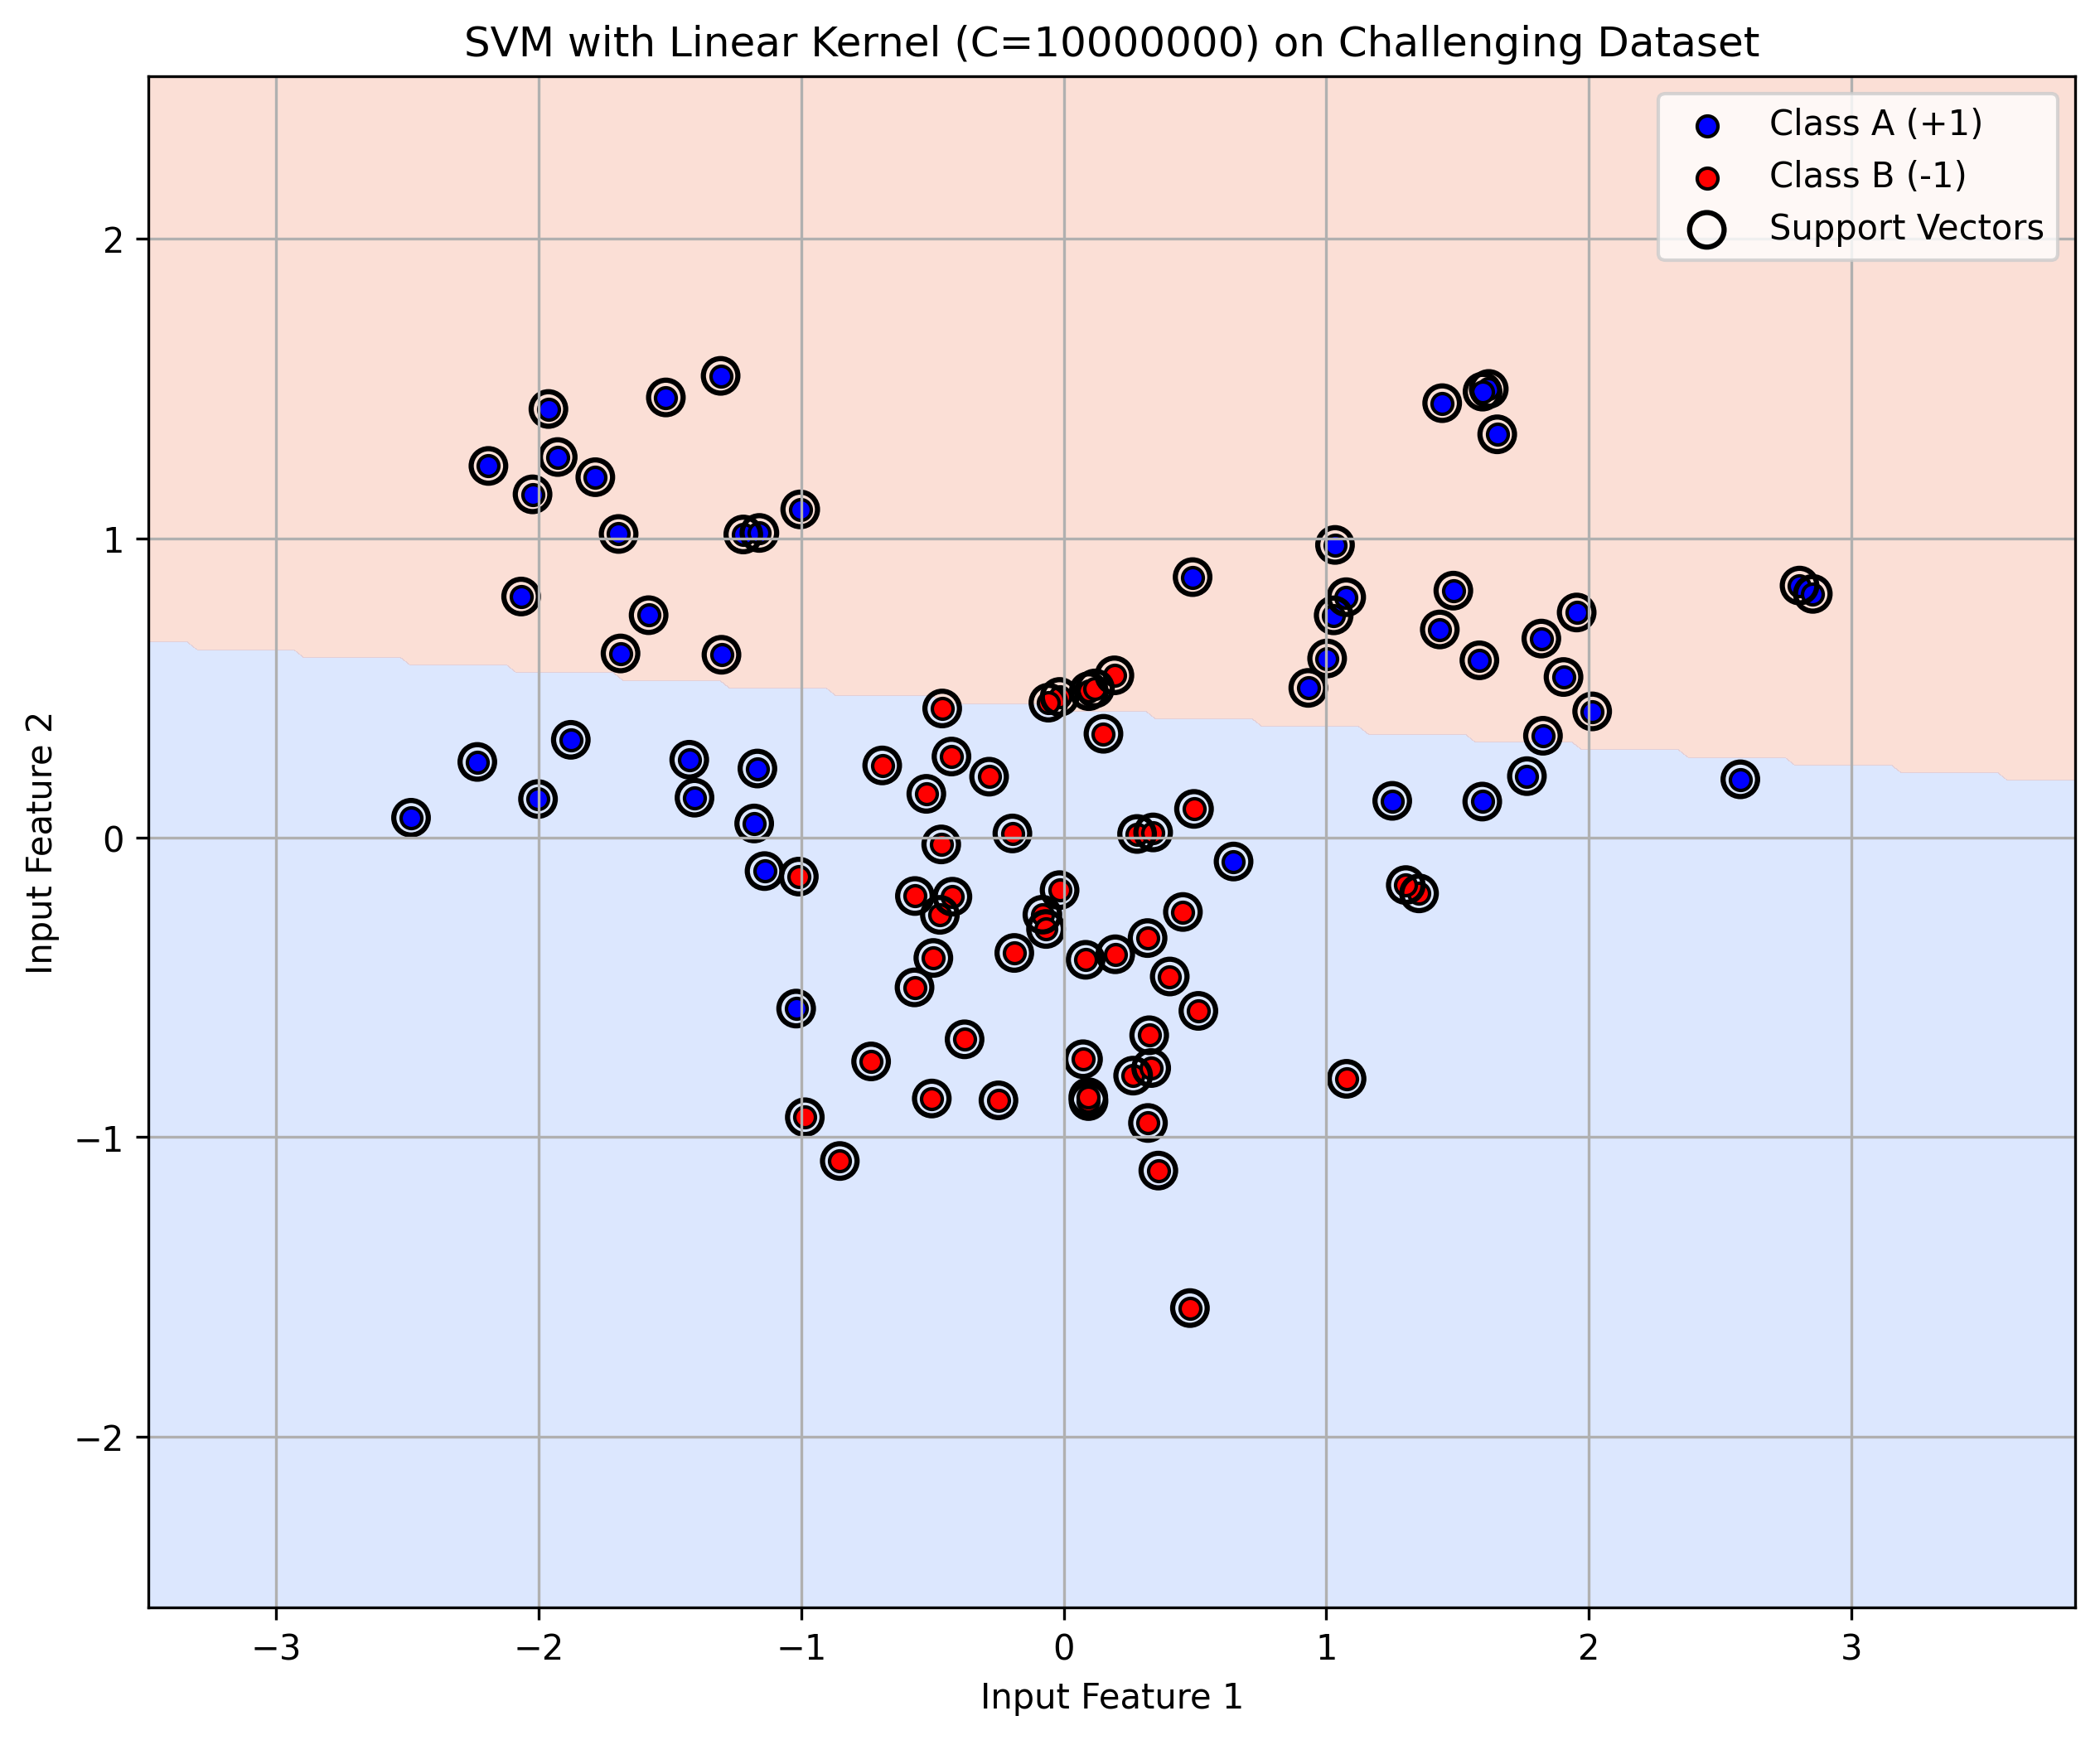 SVM with Linear Kernel (C=10000000) on Challenging Dataset
Class A (+1)
Class B (-1)
Support Vectors
Input Feature 2
2
1
0
−1
−2
−3
−2
−1
0
1
2
3
Input Feature 1